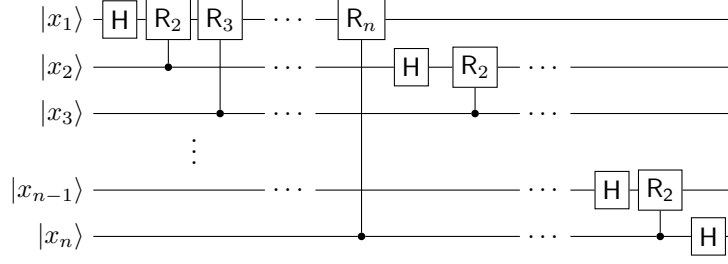 |x₁⟩ H R₂ R₃ ··· Rₙ
|x₂⟩ ··· H R₂ ···
|x₃⟩ ··· ···
⋮
|xₙ₋₁⟩ ··· ··· H R₂
|xₙ⟩ ··· ··· H